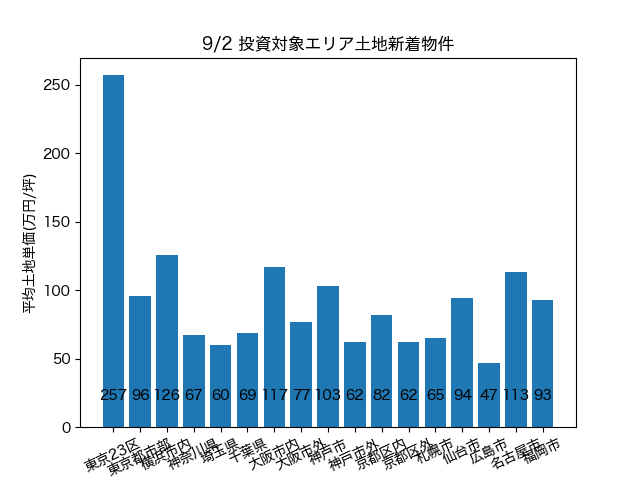 9/2 投資対象エリア土地新着物件
平均土地単価(万円/坪)
250
200
150
100
50
0
257 96 126 67 60 69 117 77 103 62 82 62 65 94 47 113 93
東京23区 東京都市部 横浜市内 神奈川県 埼玉県 千葉県 大阪市内 大阪市外 神戸市 神戸市外 京都区内 京都区外 札幌市 仙台市 広島市 名古屋市 福岡市